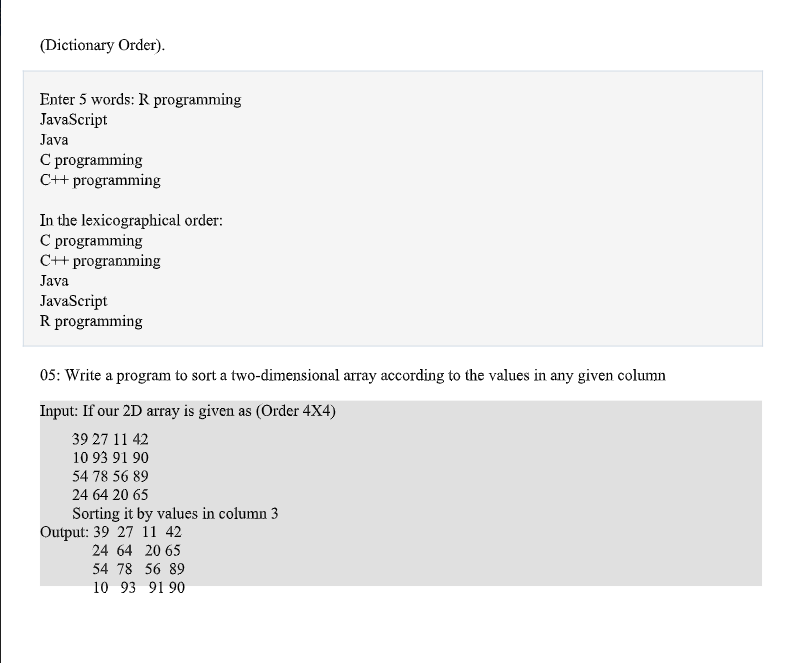 (Dictionary Order).
Enter 5 words: R programming
JavaScript
Java
C programming
C++ programming
In the lexicographical order:
C programming
C++ programming
Java
JavaScript
R programming
05: Write a program to sort a two-dimensional array according to the values in any given column
Input: If our 2D array is given as (Order 4X4)
39 27 11 42
10 93 91 90
54 78 56 89
24 64 20 65
Sorting it by values in column 3
Output: 39 27 11 42
24 64 20 65
54 78 56 89
10 93 91 90